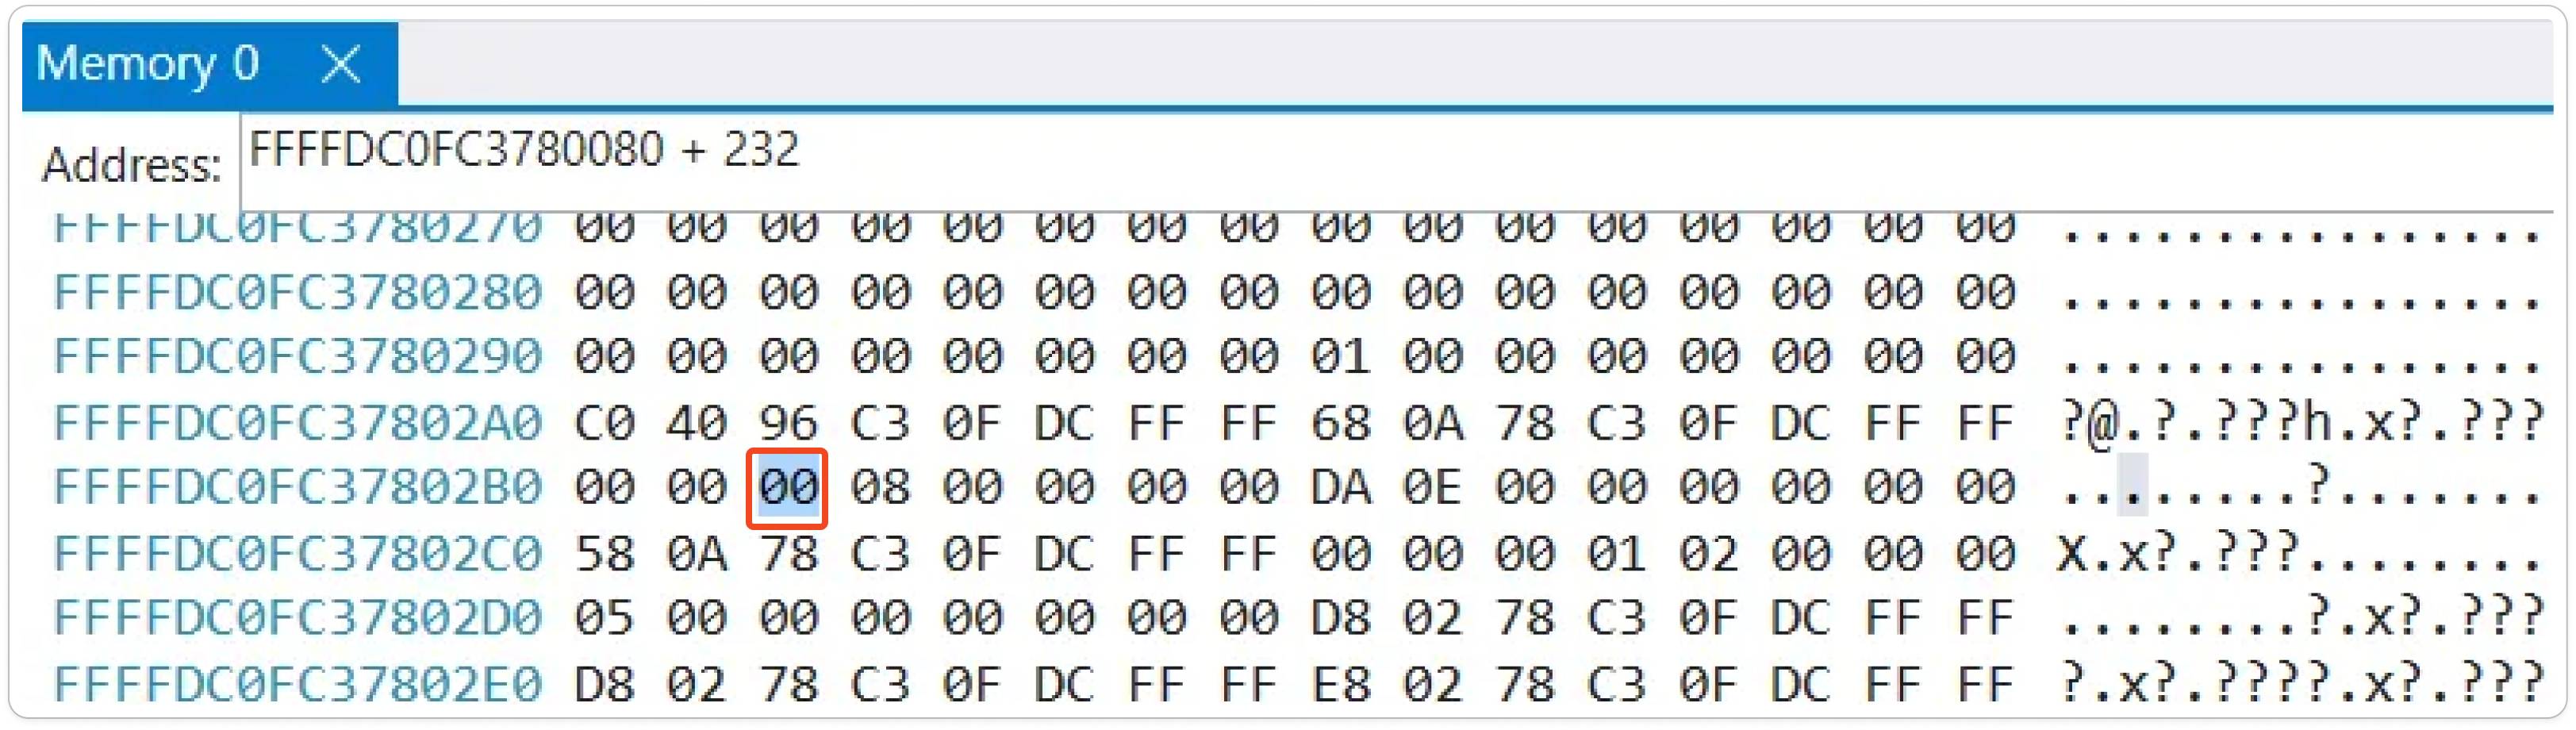 Memory 0 ×
Address: FFFFDC0FC3780080 + 232
FFFFDC0FC3780270 00 00 00 00 00 00 00 00 00 00 00 00 00 00 00 00 ................
FFFFDC0FC3780280 00 00 00 00 00 00 00 00 00 00 00 00 00 00 00 00 ................
FFFFDC0FC3780290 00 00 00 00 00 00 00 00 01 00 00 00 00 00 00 00 ................
FFFFDC0FC37802A0 C0 40 96 C3 0F DC FF FF 68 0A 78 C3 0F DC FF FF ?@.?.???h.x?.???
FFFFDC0FC37802B0 00 00 00 08 00 00 00 00 DA 0E 00 00 00 00 00 00 ........?.......
FFFFDC0FC37802C0 58 0A 78 C3 0F DC FF FF 00 00 00 01 02 00 00 00 X.x?.???........
FFFFDC0FC37802D0 05 00 00 00 00 00 00 00 D8 02 78 C3 0F DC FF FF ........?.x?.???
FFFFDC0FC37802E0 D8 02 78 C3 0F DC FF FF E8 02 78 C3 0F DC FF FF ?.x?.????.x?.???